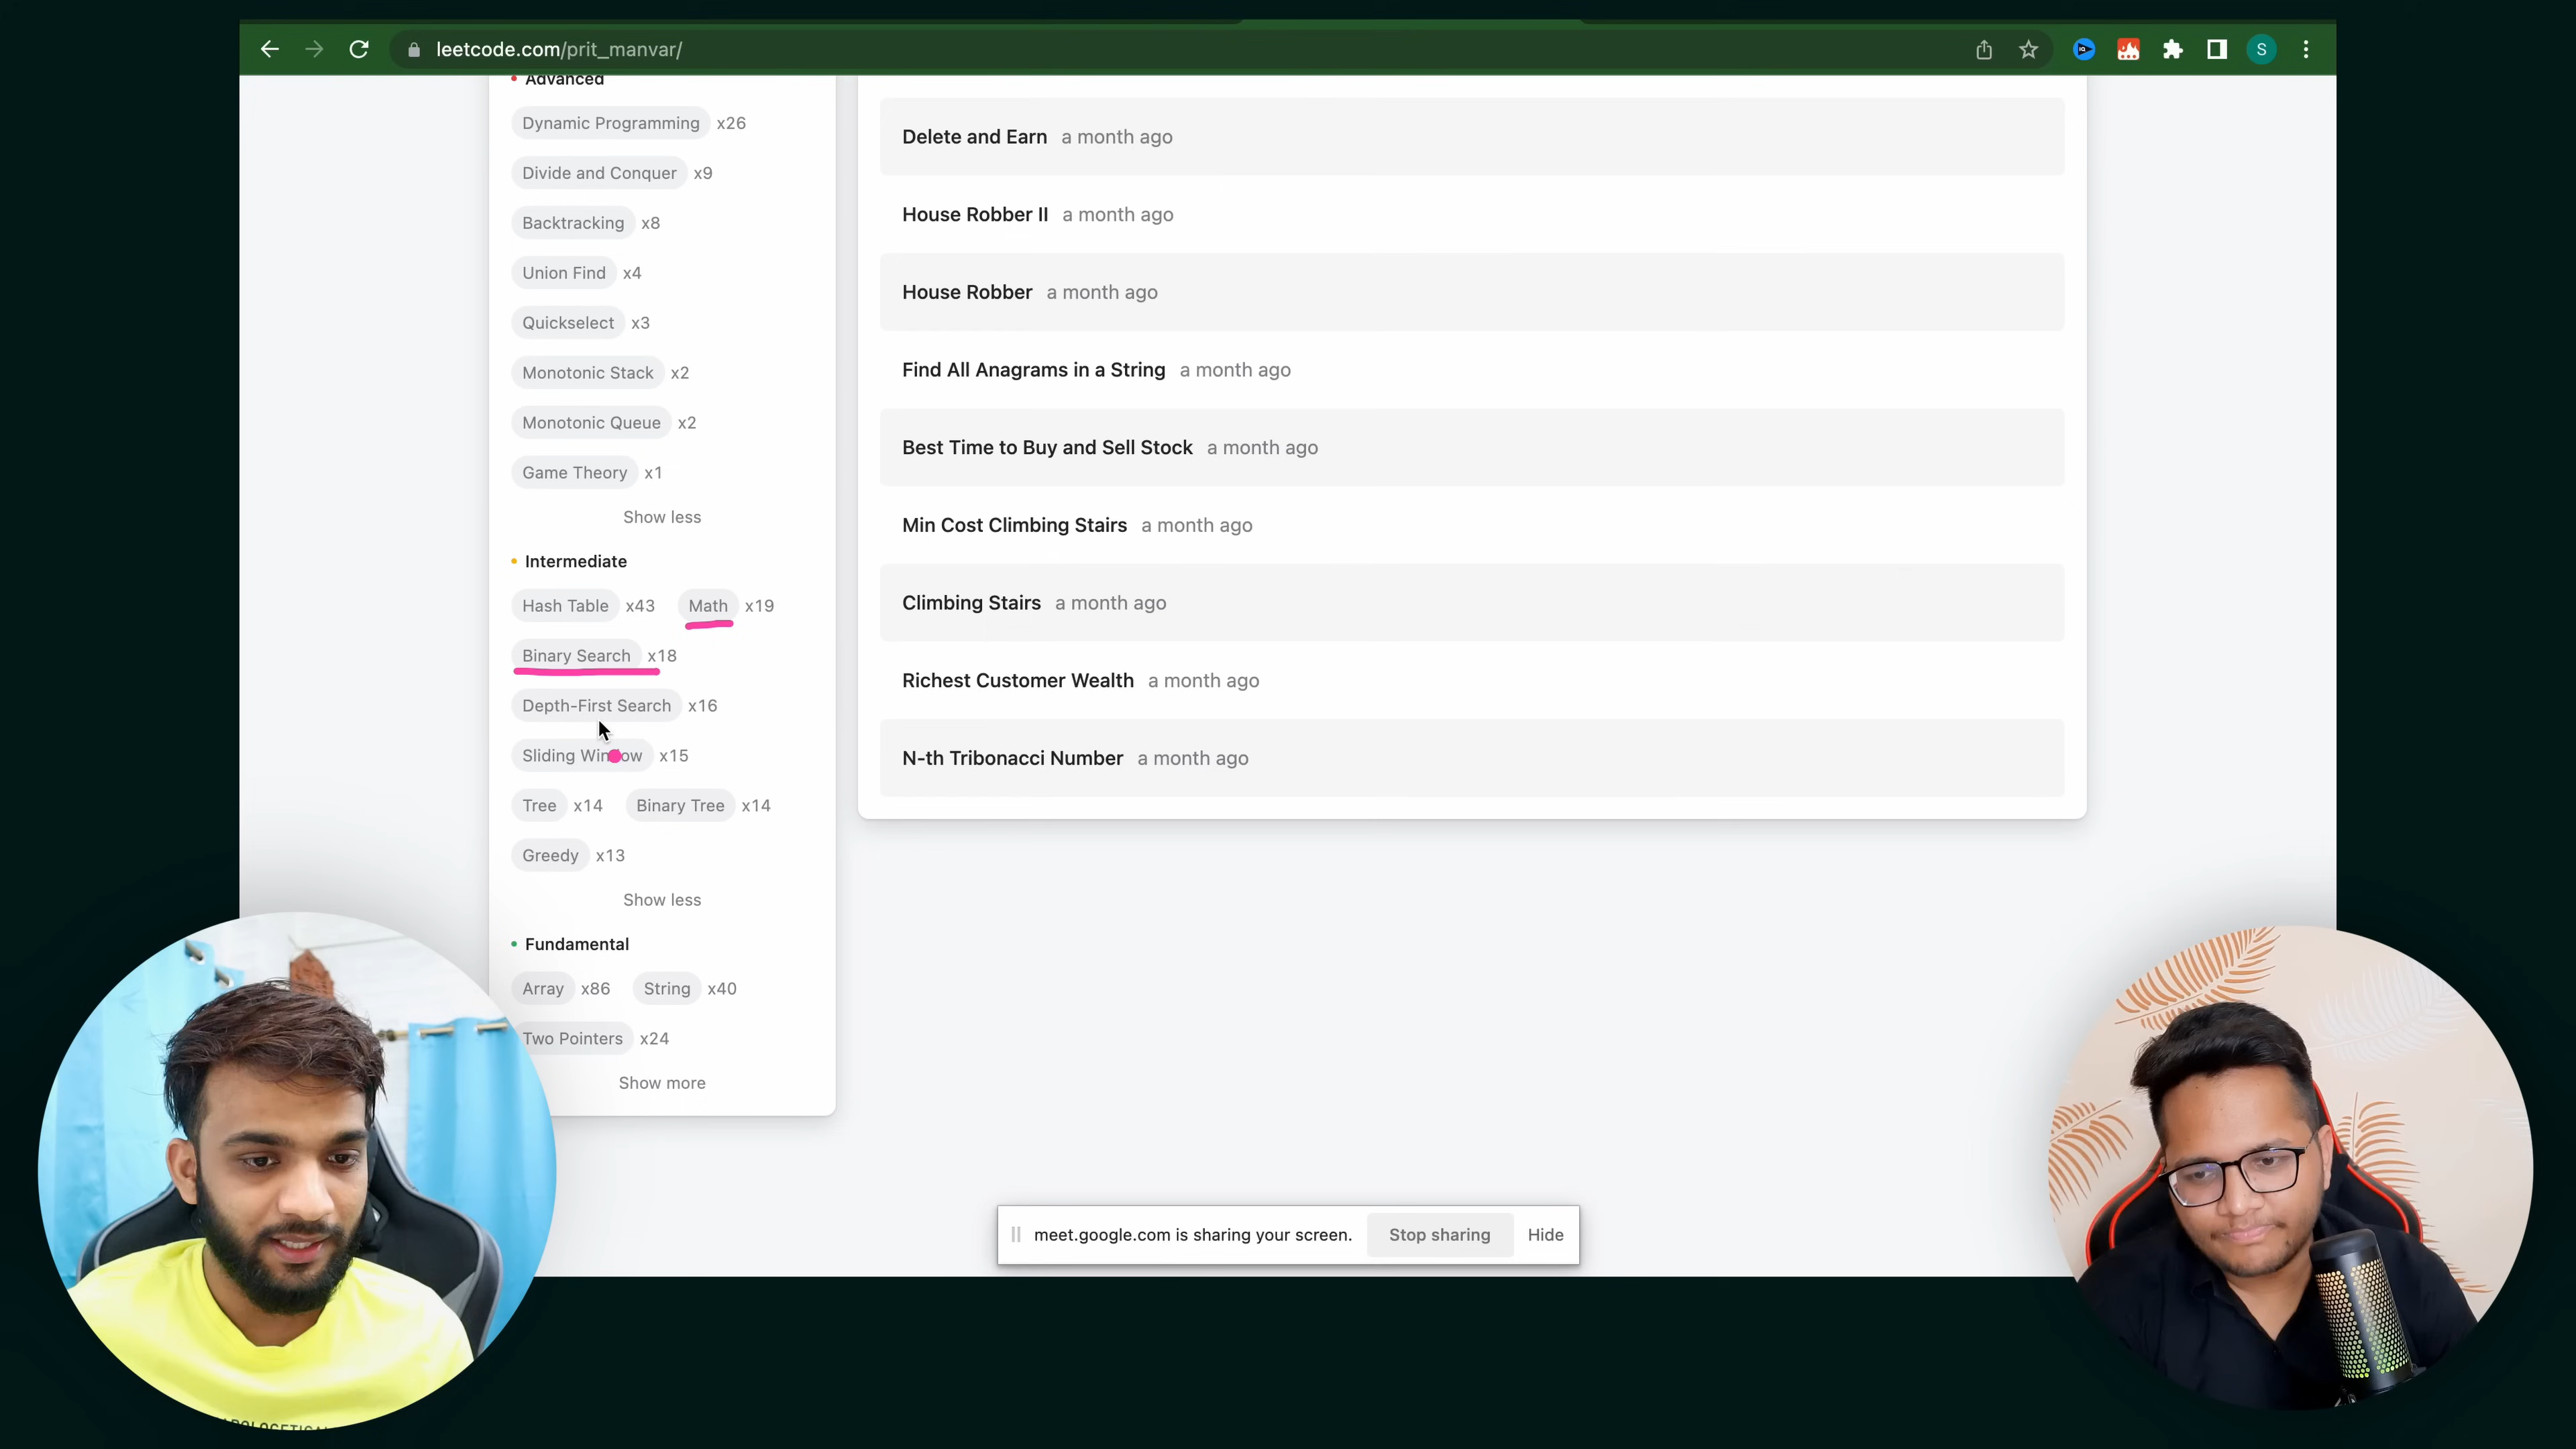 leetcode.com/prit_manvar/
S
Advanced
Dynamic Programming x26
Divide and Conquer x9
Backtracking x8
Union Find x4
Quickselect x3
Monotonic Stack x2
Monotonic Queue x2
Game Theory x1
Show less
Intermediate
Hash Table x43 Math x19
Binary Search x18
Depth-First Search x16
Sliding Window x15
Tree x14 Binary Tree x14
Greedy x13
Show less
Fundamental
Array x86 String x40
Two Pointers x24
Show more
Delete and Earn a month ago
House Robber II a month ago
House Robber a month ago
Find All Anagrams in a String a month ago
Best Time to Buy and Sell Stock a month ago
Min Cost Climbing Stairs a month ago
Climbing Stairs a month ago
Richest Customer Wealth a month ago
N-th Tribonacci Number a month ago
meet.google.com is sharing your screen. Stop sharing Hide